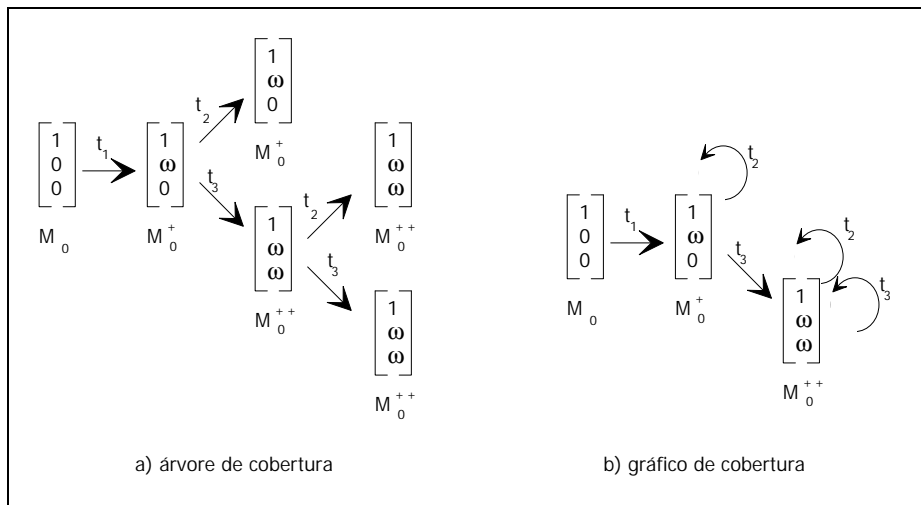 1
0
0
M0
t1
1
ω
0
M0+
t2
1
ω
0
M0+
t3
1
ω
ω
M0++
t2
1
ω
ω
M0++
t3
1
ω
ω
M0++
a) árvore de cobertura
1
0
0
M0
t1
1
ω
0
M0+
t2
t3
1
ω
ω
M0++
t2
t3
b) gráfico de cobertura